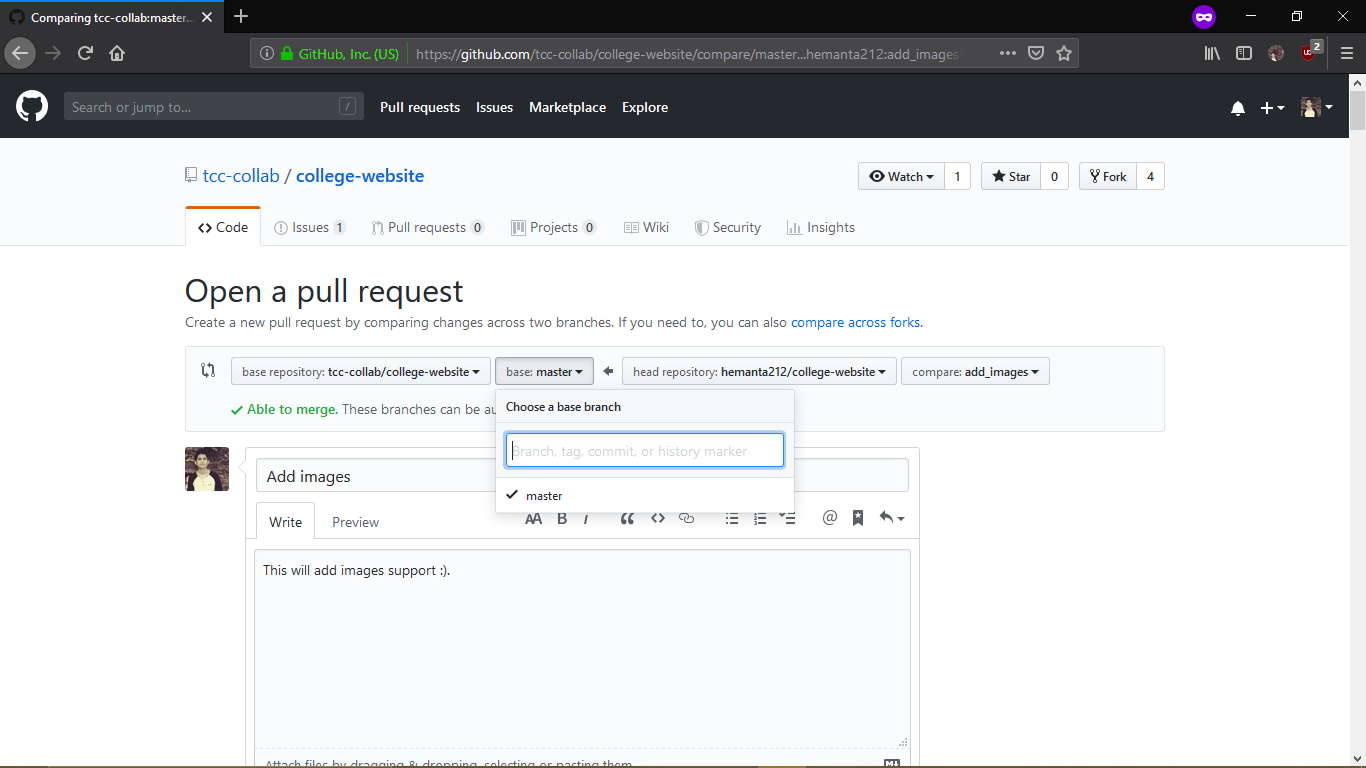 Comparing tcc-collab:master...
GitHub, Inc. (US) https://github.com/tcc-collab/college-website/compare/master...hemanta212:add_images
2
Search or jump to... / Pull requests Issues Marketplace Explore
tcc-collab / college-website Watch 1 Star 0 Fork 4
Code Issues 1 Pull requests 0 Projects 0 Wiki Security Insights
Open a pull request
Create a new pull request by comparing changes across two branches. If you need to, you can also compare across forks.
base repository: tcc-collab/college-website base: master head repository: hemanta212/college-website compare: add_images
Able to merge. These branches can be au
Choose a base branch
Branch, tag, commit, or history marker
master
Add images
Write Preview AA B i
This will add images support :).
Attach files by dragging & dropping, selecting or pasting them.